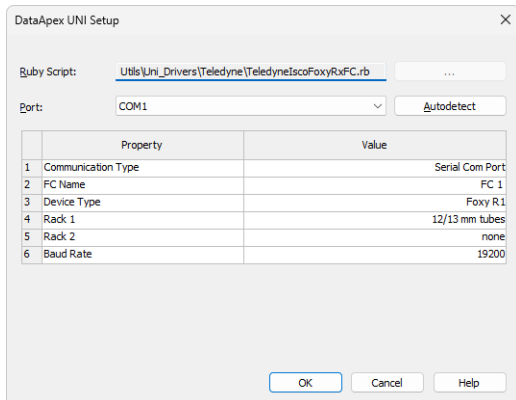 DataApex UNI Setup
Ruby Script: Utils\Uni_Drivers\Teledyne\TeledyneIscoFoxyRxFC.rb ...
Port: COM1 Autodetect
Property Value
1 Communication Type Serial Com Port
2 FC Name FC 1
3 Device Type Foxy R1
4 Rack 1 12/13 mm tubes
5 Rack 2 none
6 Baud Rate 19200
OK Cancel Help